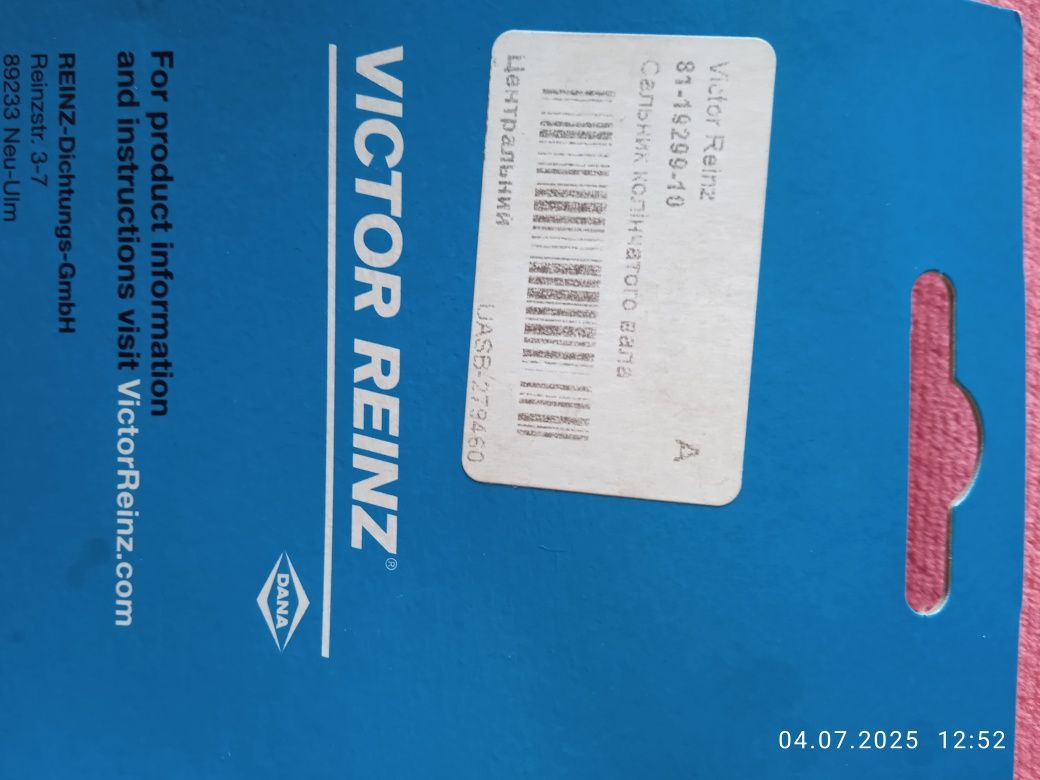 Victor Reinz
81-19299-10
Сальник колінчатого вала
A
Центральний
UASB-279460
VICTOR REINZ®
DANA
For product information
and instructions visit VictorReinz.com
REINZ-Dichtungs-GmbH
Reinzstr. 3-7
89233 Neu-Ulm
04.07.2025 12:52